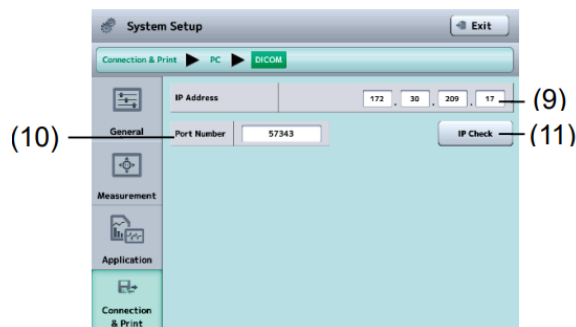 System Setup
Exit
Connection & Print PC DICOM
IP Address 172 . 30 . 209 . 17 (9)
General
(10) Port Number 57343 IP Check (11)
Measurement
Application
Connection
& Print